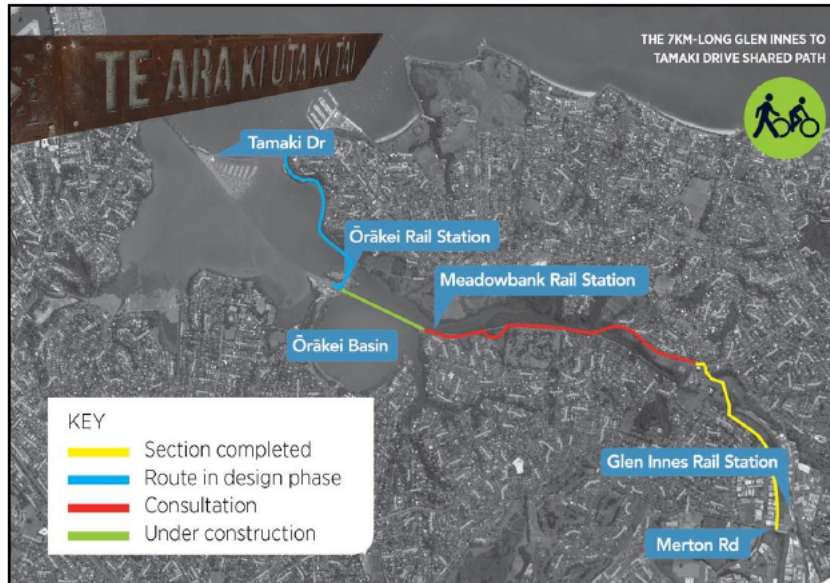 TE ARA KI UTA KI TAI
THE 7KM-LONG GLEN INNES TO
TAMAKI DRIVE SHARED PATH
Tamaki Dr
Ōrākei Rail Station
Meadowbank Rail Station
Ōrākei Basin
KEY
Section completed
Route in design phase
Consultation
Under construction
Glen Innes Rail Station
Merton Rd